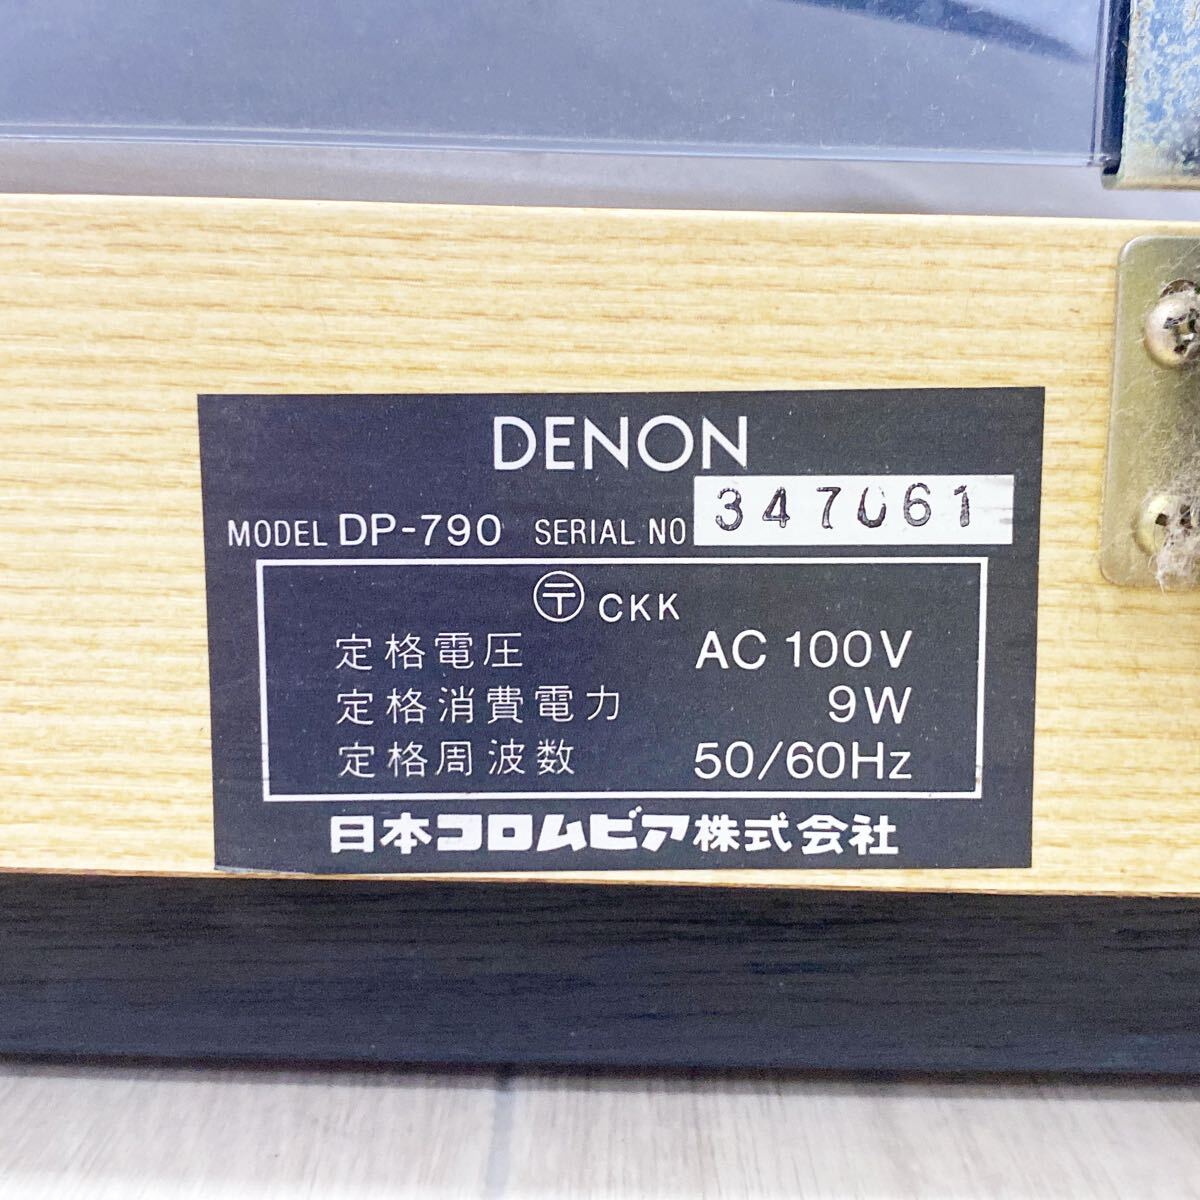 DENON
MODEL DP-790 SERIAL NO 347061
〒 CKK
定格電圧 AC 100V
定格消費電力 9W
定格周波数 50/60Hz
日本コロムビア株式会社